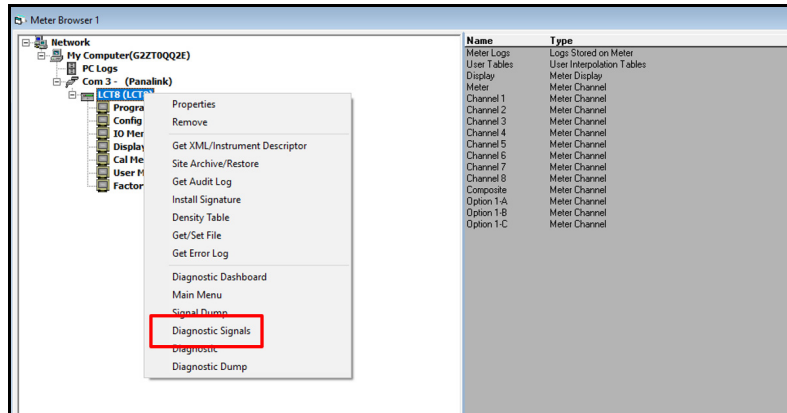 Meter Browser 1
Network
My Computer(G2ZT0QQ2E)
PC Logs
Com 3 - (Panalink)
LCT8 (LCT8)
Progra
Config
IO Mer
Display
Cal Me
User M
Factor
Properties
Remove
Get XML/Instrument Descriptor
Site Archive/Restore
Get Audit Log
Install Signature
Density Table
Get/Set File
Get Error Log
Diagnostic Dashboard
Main Menu
Signal Dump
Diagnostic Signals
Diagnostic
Diagnostic Dump
Name Type
Meter Logs Logs Stored on Meter
User Tables User Interpolation Tables
Display Meter Display
Meter Meter Channel
Channel 1 Meter Channel
Channel 2 Meter Channel
Channel 3 Meter Channel
Channel 4 Meter Channel
Channel 5 Meter Channel
Channel 6 Meter Channel
Channel 7 Meter Channel
Channel 8 Meter Channel
Composite Meter Channel
Option 1-A Meter Channel
Option 1-B Meter Channel
Option 1-C Meter Channel